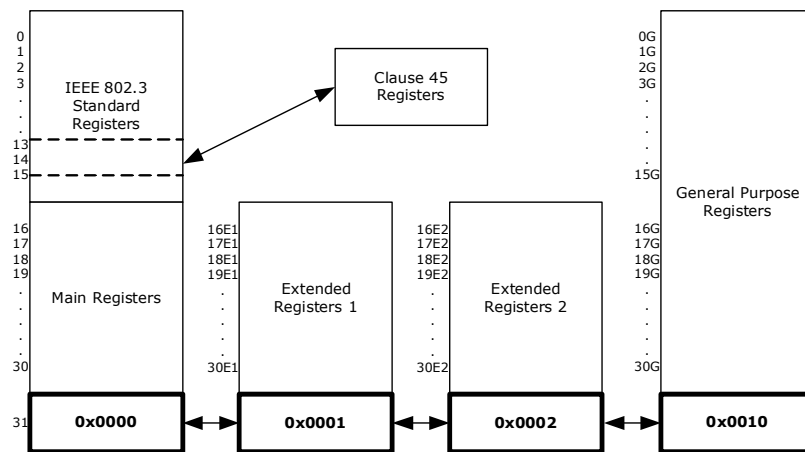 0
1
2
3
.
.
.
13
14
15
IEEE 802.3
Standard
Registers
Clause 45
Registers
0G
1G
2G
3G
.
.
.
.
15G
General Purpose
Registers
16
17
18
19
.
.
.
.
30
Main Registers
16E1
17E1
18E1
19E1
.
.
.
.
30E1
Extended
Registers 1
16E2
17E2
18E2
19E2
.
.
.
.
30E2
Extended
Registers 2
16G
17G
18G
19G
.
.
.
.
30G
31
0x0000
0x0001
0x0002
0x0010